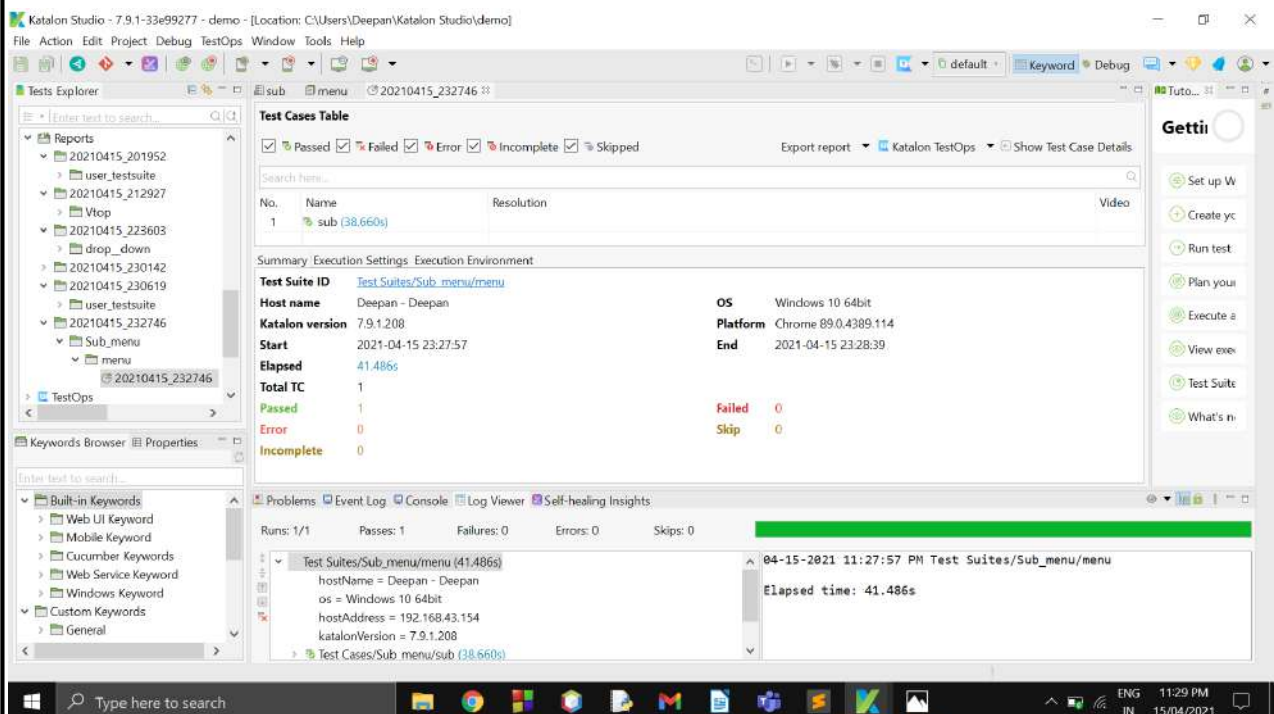 Katalon Studio - 7.9.1-33e99277 - demo - [Location: C:\Users\Deepan\Katalon Studio\demo]
File Action Edit Project Debug TestOps Window Tools Help
default
Keyword
Debug
Tests Explorer
Enter text to search...
Reports
20210415_201952
user_testsuite
20210415_212927
Vtop
20210415_223603
drop_down
20210415_230142
20210415_230619
user_testsuite
20210415_232746
Sub_menu
menu
20210415_232746
TestOps
Keywords Browser Properties
Enter text to search...
Built-in Keywords
Web UI Keyword
Mobile Keyword
Cucumber Keywords
Web Service Keyword
Windows Keyword
Custom Keywords
General
sub menu 20210415_232746
Test Cases Table
Passed Failed Error Incomplete Skipped
Export report Katalon TestOps Show Test Case Details
Search here...
No. Name Resolution Video
1 sub (38.660s)
Summary Execution Settings Execution Environment
Test Suite ID Test Suites/Sub_menu/menu
Host name Deepan - Deepan OS Windows 10 64bit
Katalon version 7.9.1.208 Platform Chrome 89.0.4389.114
Start 2021-04-15 23:27:57 End 2021-04-15 23:28:39
Elapsed 41.486s
Total TC 1
Passed 1 Failed 0
Error 0 Skip 0
Incomplete 0
Problems Event Log Console Log Viewer Self-healing Insights
Runs: 1/1 Passes: 1 Failures: 0 Errors: 0 Skips: 0
Test Suites/Sub_menu/menu (41.486s)
hostName = Deepan - Deepan
os = Windows 10 64bit
hostAddress = 192.168.43.154
katalonVersion = 7.9.1.208
Test Cases/Sub_menu/sub (38.660s)
04-15-2021 11:27:57 PM Test Suites/Sub_menu/menu
Elapsed time: 41.486s
Tuto...
Gettii
Set up W
Create yo
Run test
Plan your
Execute a
View exe
Test Suite
What's n
Type here to search
ENG
IN
11:29 PM
15/04/2021